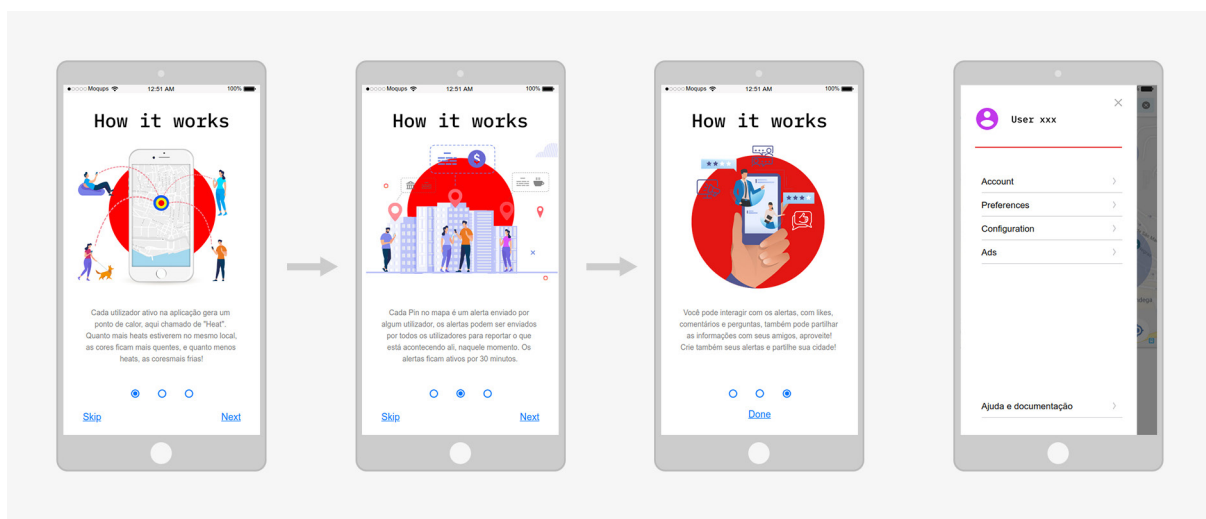 Moqups 12:51 AM 100%
How it works
Cada utilizador ativo na aplicação gera um
ponto de calor, aqui chamado de "Heat".
Quanto mais heats estiverem no mesmo local,
as cores ficam mais quentes, e quanto menos
heats, as coresmais frias!
Skip Next
Moqups 12:51 AM 100%
How it works
Cada Pin no mapa é um alerta enviado por
algum utilizador, os alertas podem ser enviados
por todos os utilizadores para reportar o que
está acontecendo ali, naquele momento. Os
alertas ficam ativos por 30 minutos.
Skip Next
Moqups 12:51 AM 100%
How it works
Você pode interagir com os alertas, com likes,
comentários e perguntas, também pode partilhar
as informações com seus amigos, aproveite!
Crie também seus alertas e partilhe sua cidade!
Done
User xxx
Account
Preferences
Configuration
Ads
Ajuda e documentação